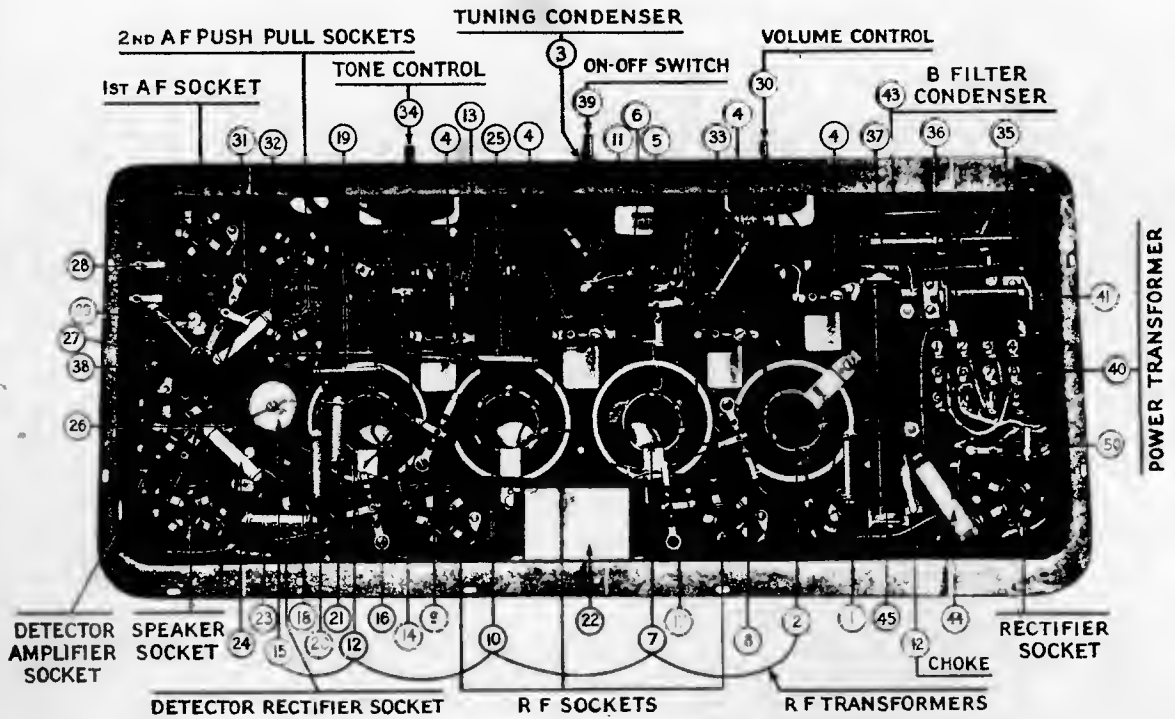 TUNING CONDENSER
2ND AF PUSH PULL SOCKETS
3
VOLUME CONTROL
TONE CONTROL
ON-OFF SWITCH
B FILTER CONDENSER
1ST AF SOCKET
34 39 30 43
31 32 19 4 13 25 4 11 6 5 33 4 4 37 36 35
28
41
27
38
40
26
50
POWER TRANSFORMER
DETECTOR AMPLIFIER SOCKET
SPEAKER SOCKET
24 23 15 18 21 12 16 14 10 22 7 8 2 1 45 44
CHOKE
RECTIFIER SOCKET
DETECTOR RECTIFIER SOCKET
R F SOCKETS
R F TRANSFORMERS